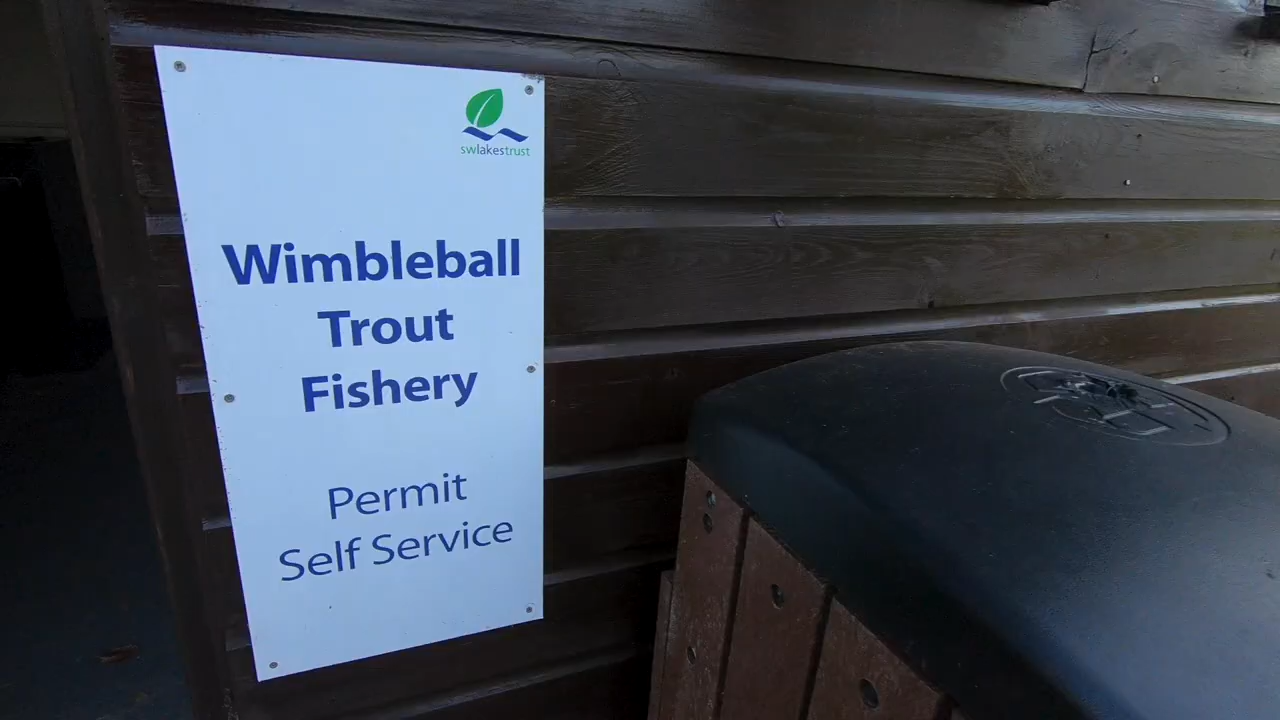 swlakestrust
Wimbleball
Trout
Fishery
Permit
Self Service